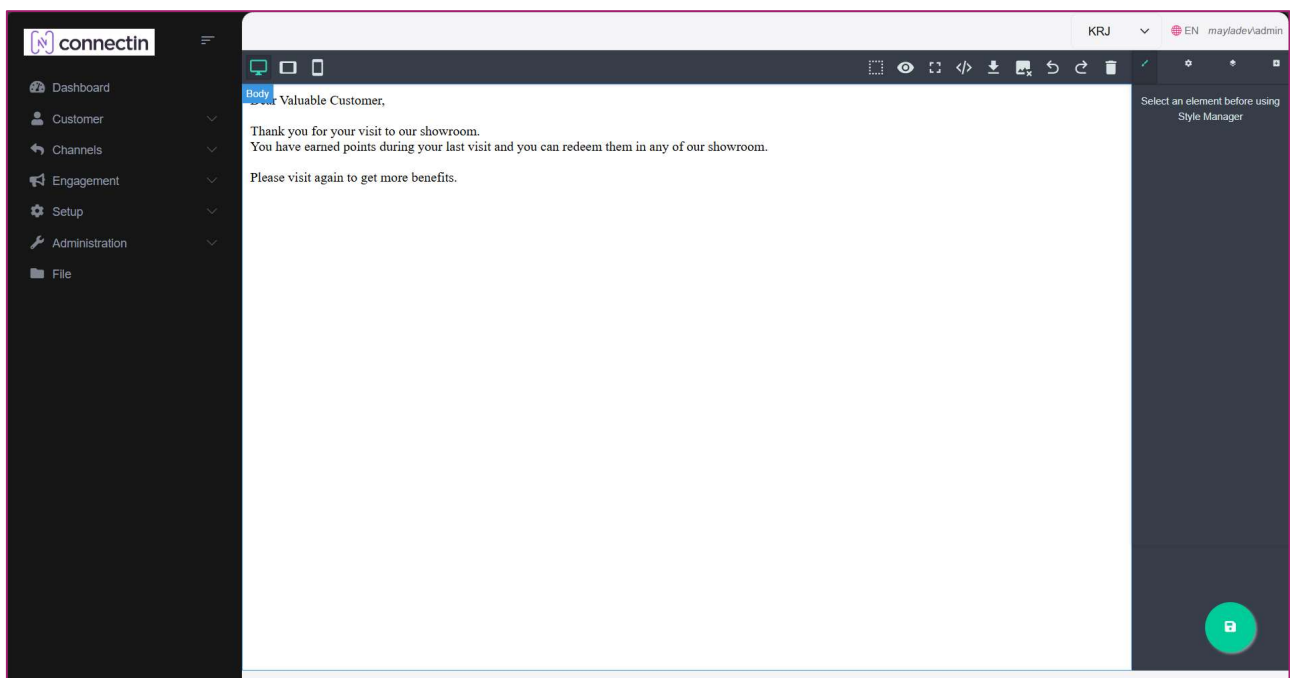 connectin
KRJ
EN mayladev\admin
Dashboard
Customer
Channels
Engagement
Setup
Administration
File
Body
Valuable Customer,
Thank you for your visit to our showroom.
You have earned points during your last visit and you can redeem them in any of our showroom.
Please visit again to get more benefits.
Select an element before using
Style Manager